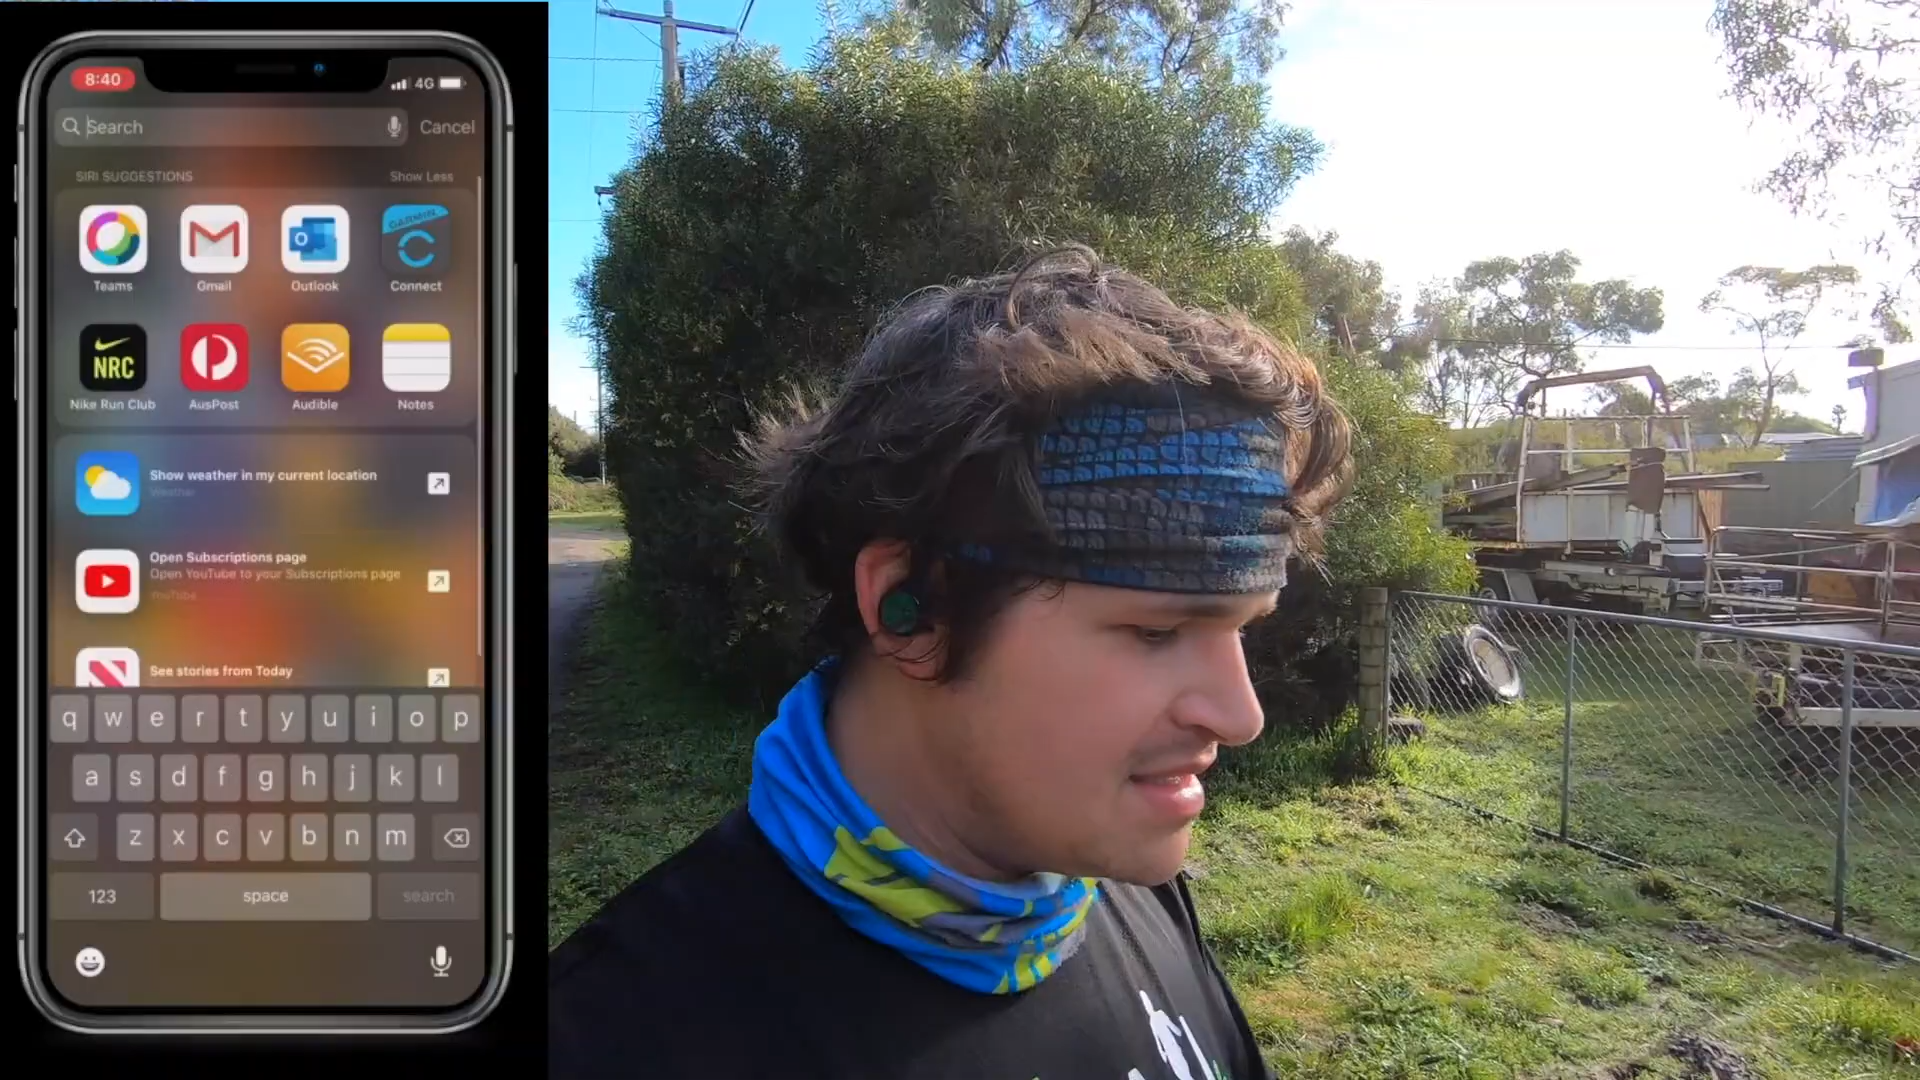 8:40
4G
Search
Cancel
SIRI SUGGESTIONS
Show Less
GARMIN
Teams
Gmail
Outlook
Connect
NRC
Nike Run Club
AusPost
Audible
Notes
Show weather in my current location
Weather
Open Subscriptions page
Open YouTube to your Subscriptions page
YouTube
See stories from Today
q w e r t y u i o p
a s d f g h j k l
z x c v b n m
123
space
search